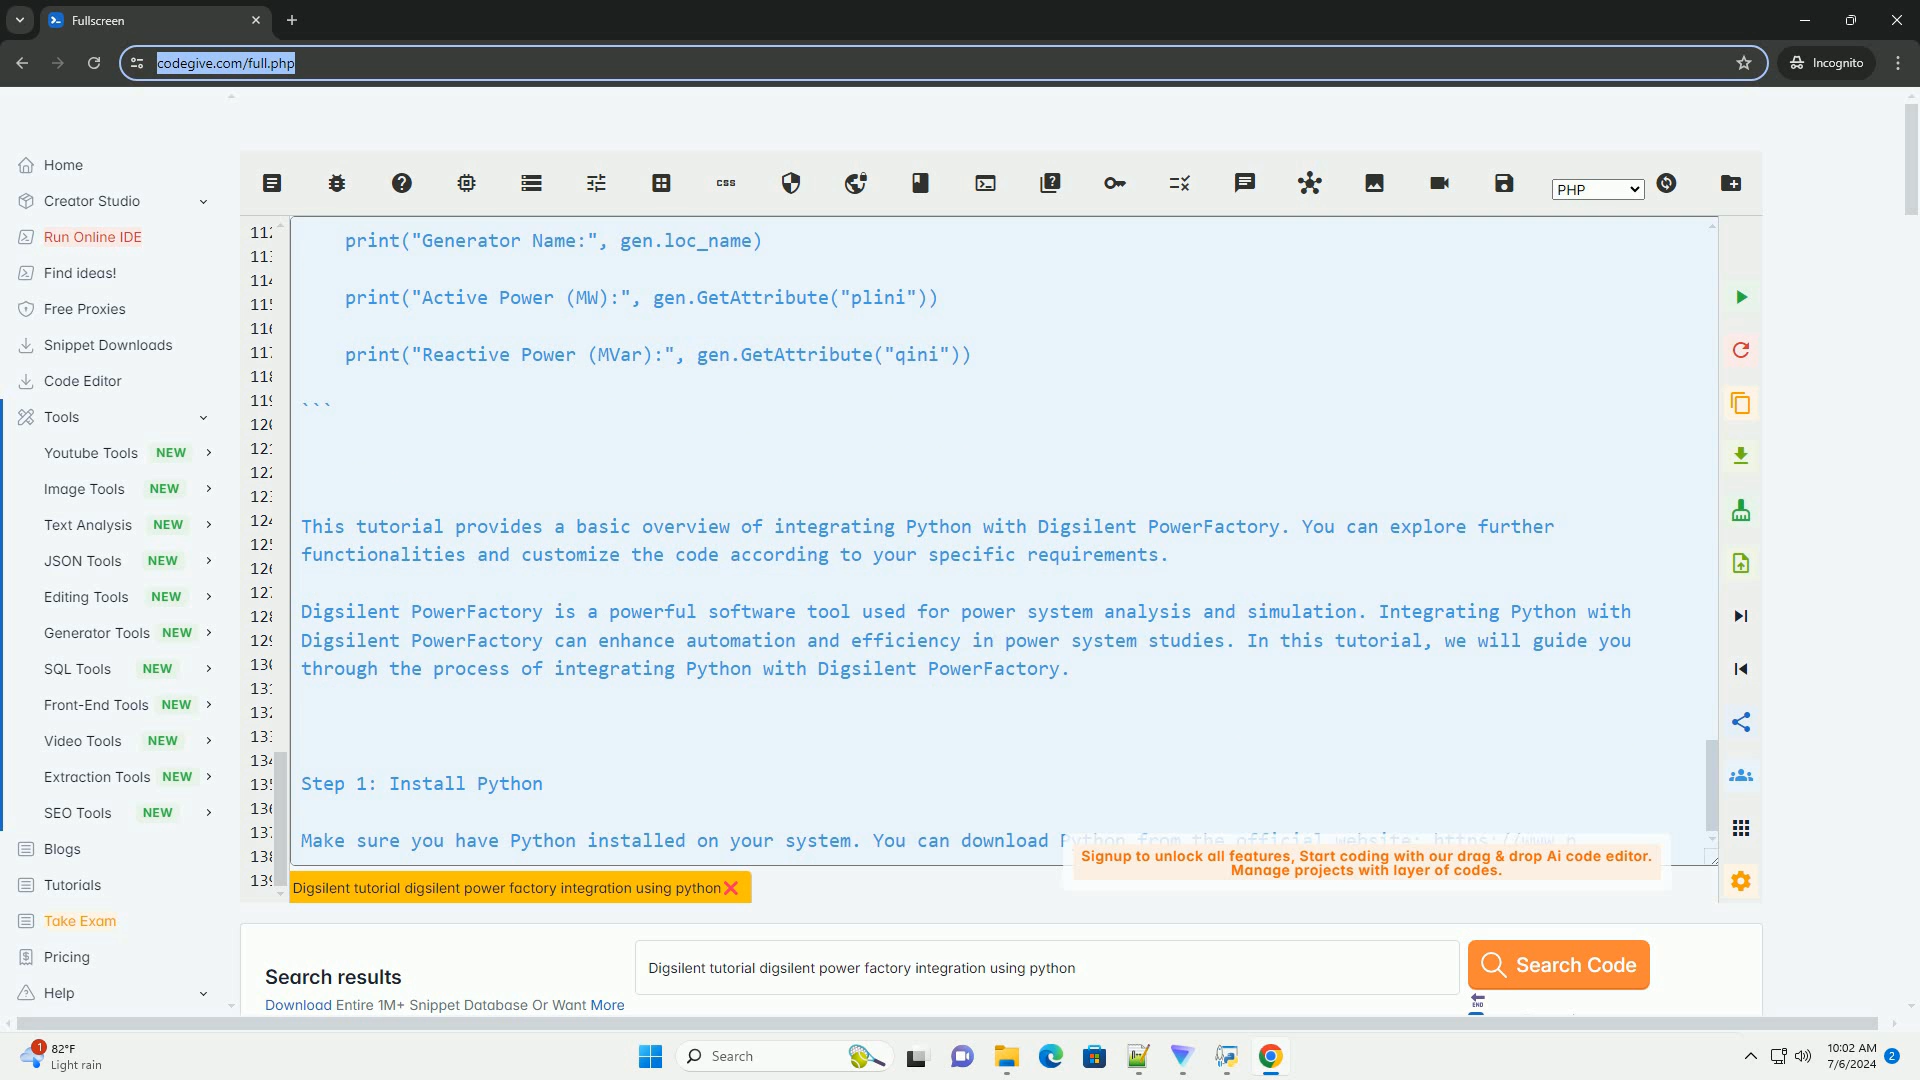 Fullscreen
codegive.com/full.php
Incognito
Home
Creator Studio
Run Online IDE
Find ideas!
Free Proxies
Snippet Downloads
Code Editor
Tools
Youtube Tools NEW
Image Tools NEW
Text Analysis NEW
JSON Tools NEW
Editing Tools NEW
Generator Tools NEW
SQL Tools NEW
Front-End Tools NEW
Video Tools NEW
Extraction Tools NEW
SEO Tools NEW
Blogs
Tutorials
Take Exam
Pricing
Help
css
PHP
print("Generator Name:", gen.loc_name)
print("Active Power (MW):", gen.GetAttribute("plini"))
print("Reactive Power (MVar):", gen.GetAttribute("qini"))
```
This tutorial provides a basic overview of integrating Python with Digsilent PowerFactory. You can explore further
functionalities and customize the code according to your specific requirements.
Digsilent PowerFactory is a powerful software tool used for power system analysis and simulation. Integrating Python with
Digsilent PowerFactory can enhance automation and efficiency in power system studies. In this tutorial, we will guide you
through the process of integrating Python with Digsilent PowerFactory.
Step 1: Install Python
Make sure you have Python installed on your system. You can download Python from the official website: https://www.p
Signup to unlock all features, Start coding with our drag & drop Ai code editor.
Manage projects with layer of codes.
Digsilent tutorial digsilent power factory integration using python
Search results
Download Entire 1M+ Snippet Database Or Want More
Digsilent tutorial digsilent power factory integration using python
Search Code
END
1
82°F
Light rain
Search
10:02 AM
7/6/2024
2